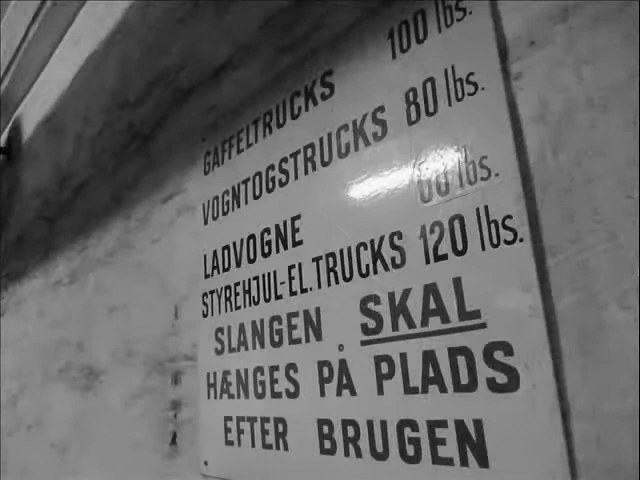 GAFFELTRUCKS 100 lbs.
VOGNTOGSTRUCKS 80 lbs.
LADVOGNE 60 lbs.
STYREHJUL-EL.TRUCKS 120 lbs.
SLANGEN SKAL
HÆNGES PÅ PLADS
EFTER BRUGEN